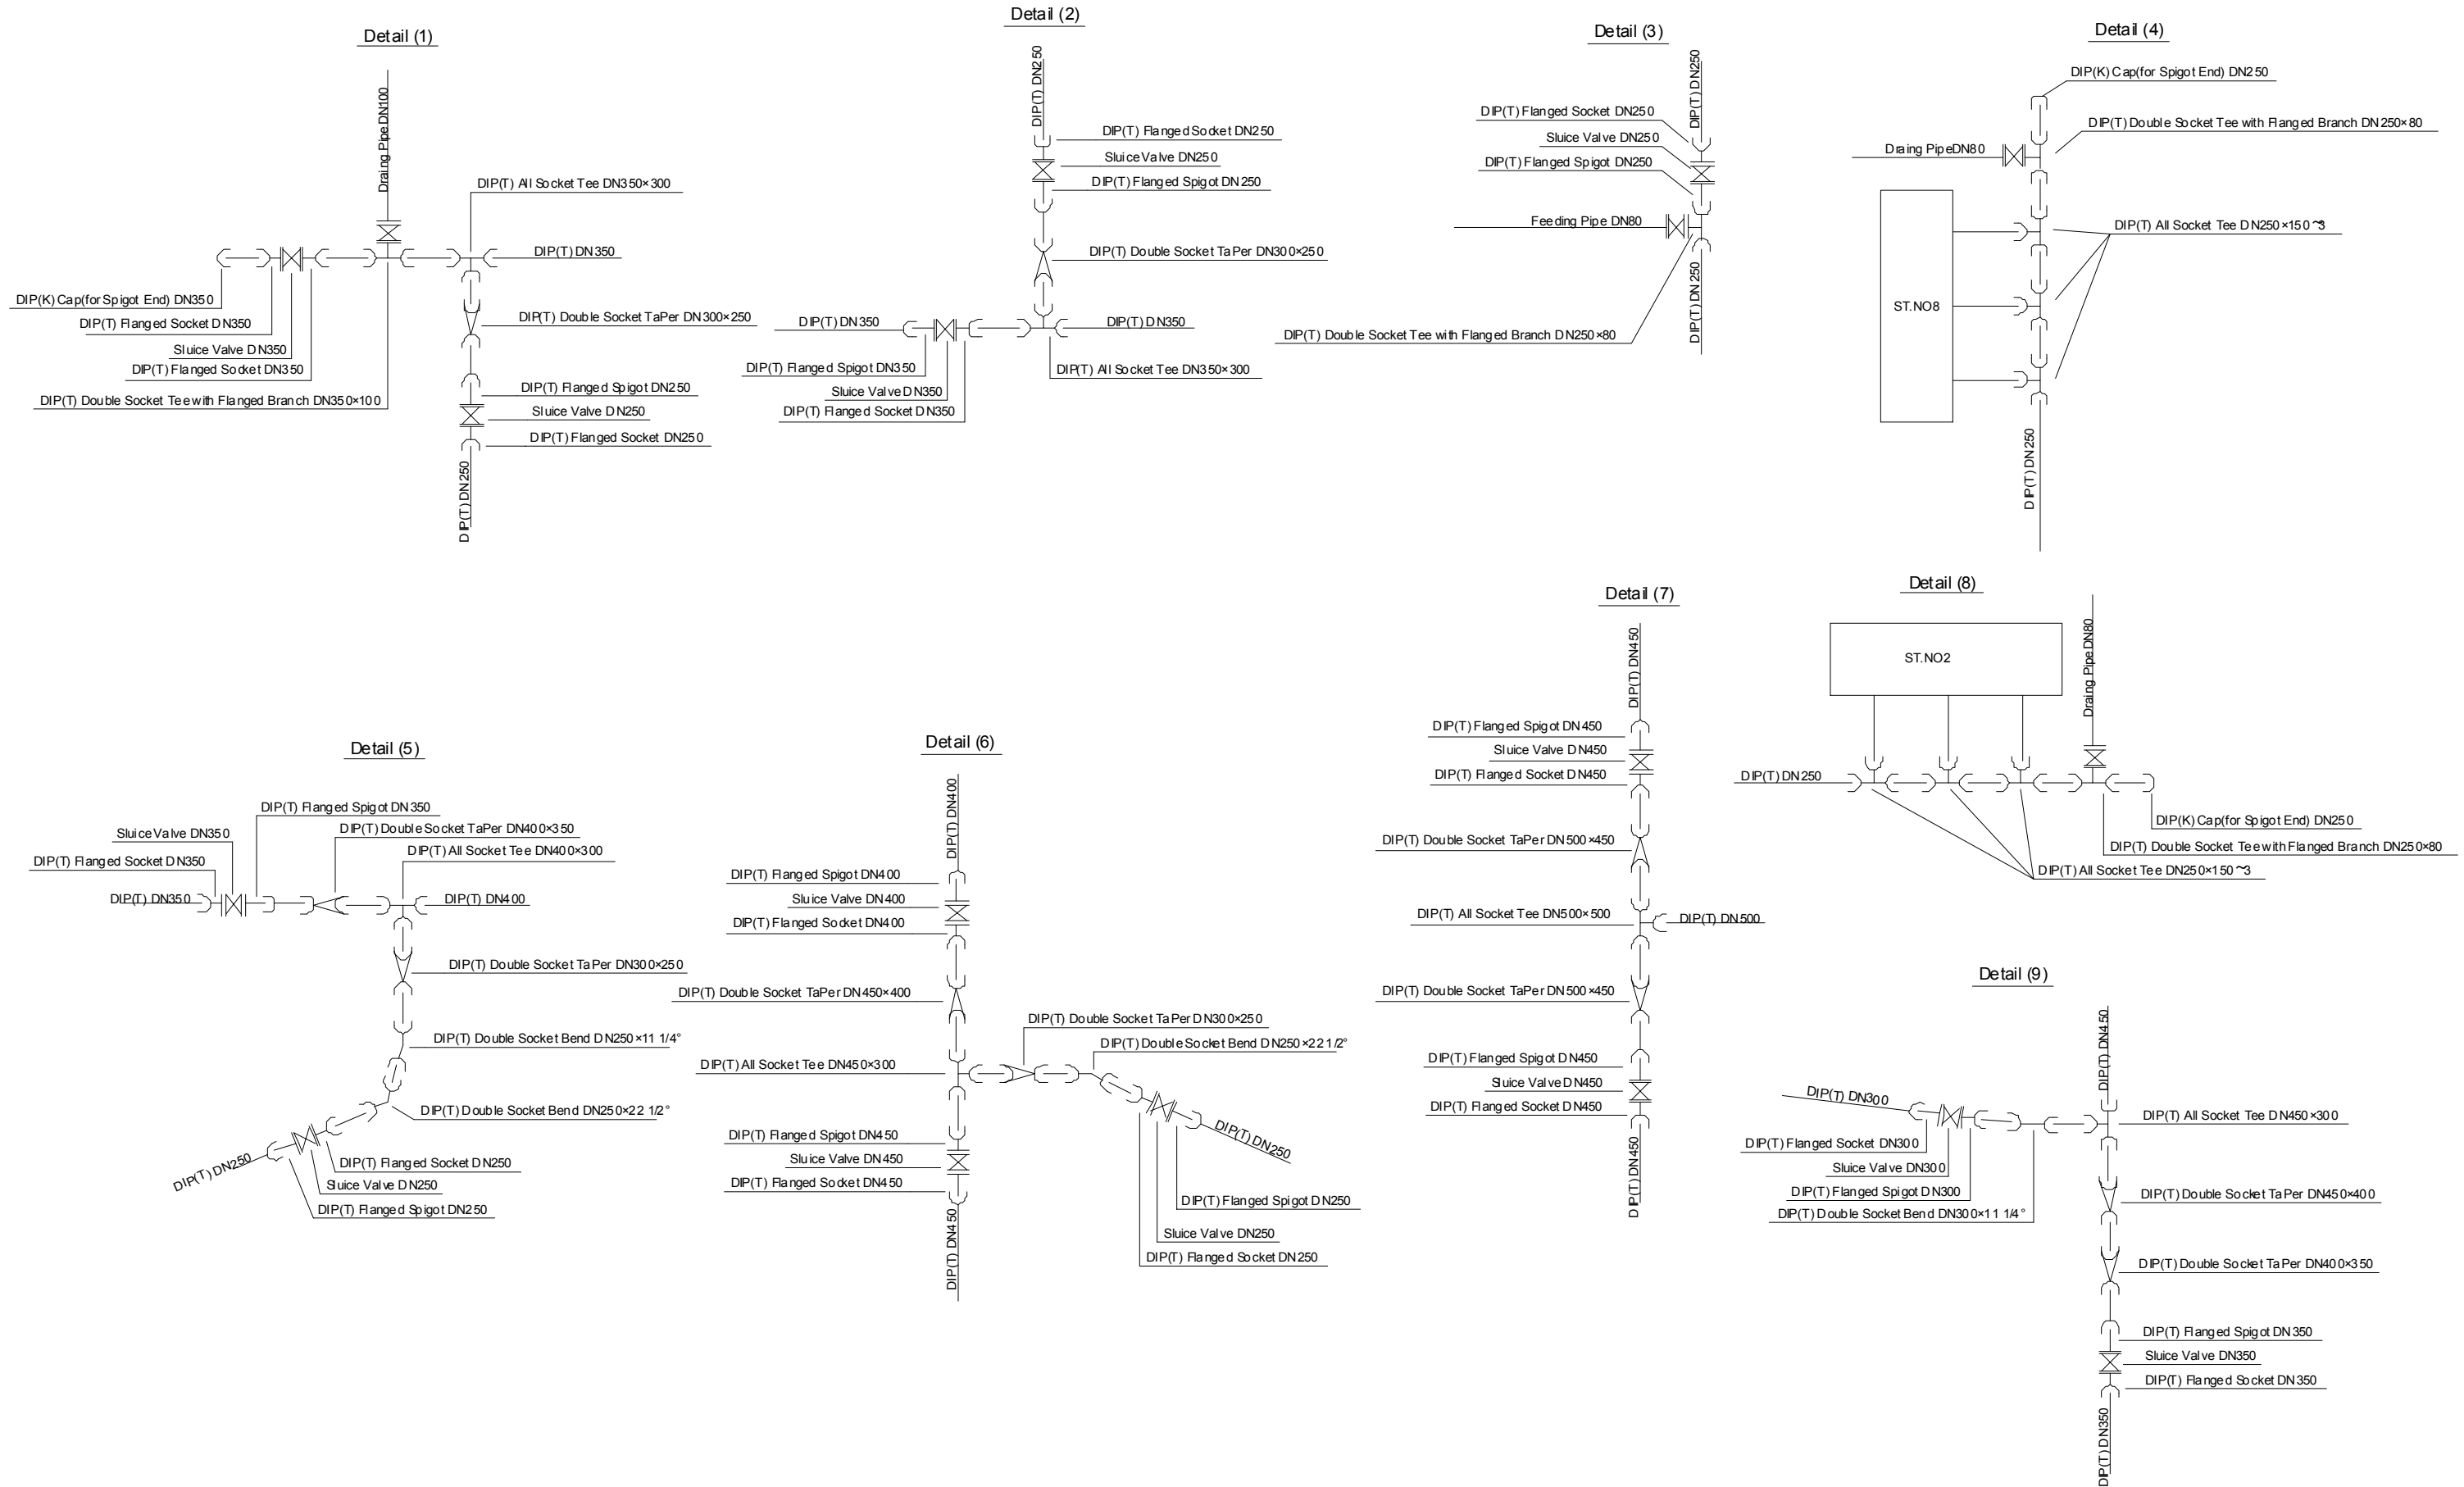 Detail (1)
Draing Pipe DN100
DIP(T) All Socket Tee DN350×300
DIP(T) DN350
DIP(K) Cap(for Spigot End) DN350
DIP(T) Flanged Socket DN350
Sluice Valve DN350
DIP(T) Flanged Socket DN350
DIP(T) Double Socket Tee with Flanged Branch DN350×100
DIP(T) Double Socket TaPer DN300×250
DIP(T) Flanged Spigot DN250
Sluice Valve DN250
DIP(T) Flanged Socket DN250
DIP(T) DN250
Detail (2)
DIP(T) DN250
DIP(T) Flanged Socket DN250
Sluice Valve DN250
DIP(T) Flanged Spigot DN250
DIP(T) Double Socket TaPer DN300×250
DIP(T) DN350
DIP(T) DN350
DIP(T) Flanged Spigot DN350
Sluice Valve DN350
DIP(T) Flanged Socket DN350
DIP(T) All Socket Tee DN350×300
Detail (3)
DIP(T) DN250
DIP(T) Flanged Socket DN250
Sluice Valve DN250
DIP(T) Flanged Spigot DN250
Feeding Pipe DN80
DIP(T) Double Socket Tee with Flanged Branch DN250×80
DIP(T) DN250
Detail (4)
DIP(K) Cap(for Spigot End) DN250
DIP(T) Double Socket Tee with Flanged Branch DN250×80
Draing Pipe DN80
DIP(T) All Socket Tee DN250×150 ~3
ST.NO8
DIP(T) DN250
Detail (5)
DIP(T) Flanged Spigot DN350
Sluice Valve DN350
DIP(T) Double Socket TaPer DN400×350
DIP(T) Flanged Socket DN350
DIP(T) All Socket Tee DN400×300
DIP(T) DN350
DIP(T) DN400
DIP(T) Double Socket TaPer DN300×250
DIP(T) Double Socket Bend DN250×11 1/4°
DIP(T) Double Socket Bend DN250×22 1/2°
DIP(T) DN250
DIP(T) Flanged Socket DN250
Sluice Valve DN250
DIP(T) Flanged Spigot DN250
Detail (6)
DIP(T) DN400
DIP(T) Flanged Spigot DN400
Sluice Valve DN400
DIP(T) Flanged Socket DN400
DIP(T) Double Socket TaPer DN450×400
DIP(T) Double Socket TaPer DN300×250
DIP(T) Double Socket Bend DN250×22 1/2°
DIP(T) All Socket Tee DN450×300
DIP(T) Flanged Spigot DN450
Sluice Valve DN450
DIP(T) Flanged Socket DN450
DIP(T) DN250
DIP(T) Flanged Spigot DN250
Sluice Valve DN250
DIP(T) Flanged Socket DN250
DIP(T) DN450
Detail (7)
DIP(T) DN450
DIP(T) Flanged Spigot DN450
Sluice Valve DN450
DIP(T) Flanged Socket DN450
DIP(T) Double Socket TaPer DN500×450
DIP(T) All Socket Tee DN500×500
DIP(T) DN500
DIP(T) Double Socket TaPer DN500×450
DIP(T) Flanged Spigot DN450
Sluice Valve DN450
DIP(T) Flanged Socket DN450
DIP(T) DN450
Detail (8)
ST.NO2
Draing Pipe DN80
DIP(T) DN250
DIP(K) Cap(for Spigot End) DN250
DIP(T) Double Socket Tee with Flanged Branch DN250×80
DIP(T) All Socket Tee DN250×150 ~3
Detail (9)
DIP(T) DN450
DIP(T) DN300
DIP(T) All Socket Tee DN450×300
DIP(T) Flanged Socket DN300
Sluice Valve DN300
DIP(T) Flanged Spigot DN300
DIP(T) Double Socket Bend DN300×11 1/4°
DIP(T) Double Socket TaPer DN450×400
DIP(T) Double Socket TaPer DN400×350
DIP(T) Flanged Spigot DN350
Sluice Valve DN350
DIP(T) Flanged Socket DN350
DIP(T) DN350